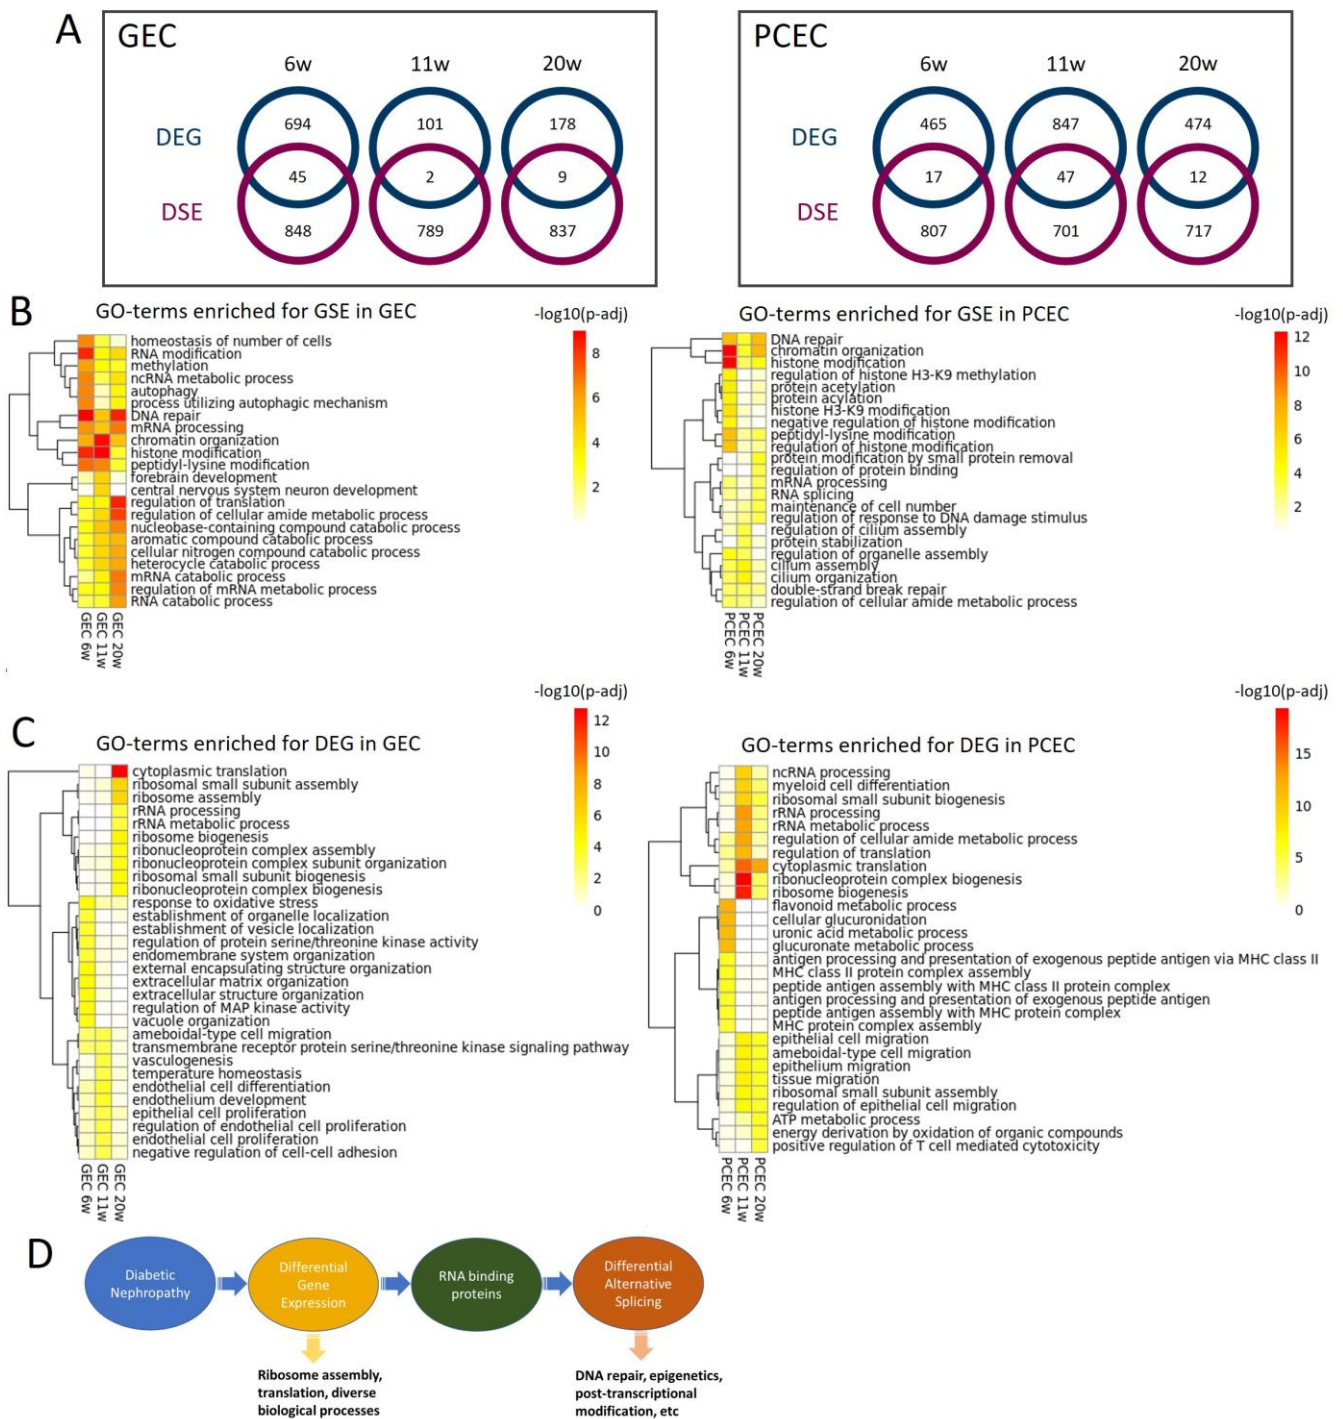 A
GEC
6w 11w 20w
DEG
694 101 178
45 2 9
DSE
848 789 837
PCEC
6w 11w 20w
DEG
465 847 474
17 47 12
DSE
807 701 717
B
GO-terms enriched for GSE in GEC
-log10(p-adj)
8
6
4
2
homeostasis of number of cells
RNA modification
methylation
ncRNA metabolic process
autophagy
process utilizing autophagic mechanism
DNA repair
mRNA processing
chromatin organization
histone modification
peptidyl-lysine modification
forebrain development
central nervous system neuron development
regulation of translation
regulation of cellular amide metabolic process
nucleobase-containing compound catabolic process
aromatic compound catabolic process
cellular nitrogen compound catabolic process
heterocycle catabolic process
mRNA catabolic process
regulation of mRNA metabolic process
RNA catabolic process
GEC 6w
GEC 11w
GEC 20w
GO-terms enriched for GSE in PCEC
-log10(p-adj)
12
10
8
6
4
2
DNA repair
chromatin organization
histone modification
regulation of histone H3-K9 methylation
protein acetylation
protein acylation
histone H3-K9 modification
negative regulation of histone modification
peptidyl-lysine modification
regulation of histone modification
protein modification by small protein removal
regulation of protein binding
mRNA processing
RNA splicing
maintenance of cell number
regulation of response to DNA damage stimulus
regulation of cilium assembly
protein stabilization
regulation of organelle assembly
cilium assembly
cilium organization
double-strand break repair
regulation of cellular amide metabolic process
PCEC 6w
PCEC 11w
PCEC 20w
C
GO-terms enriched for DEG in GEC
-log10(p-adj)
12
10
8
6
4
2
0
cytoplasmic translation
ribosomal small subunit assembly
ribosome assembly
rRNA processing
rRNA metabolic process
ribosome biogenesis
ribonucleoprotein complex assembly
ribonucleoprotein complex subunit organization
ribosomal small subunit biogenesis
ribonucleoprotein complex biogenesis
response to oxidative stress
establishment of organelle localization
establishment of vesicle localization
regulation of protein serine/threonine kinase activity
endomembrane system organization
external encapsulating structure organization
extracellular matrix organization
extracellular structure organization
regulation of MAP kinase activity
vacuole organization
ameboidal-type cell migration
transmembrane receptor protein serine/threonine kinase signaling pathway
vasculogenesis
temperature homeostasis
endothelial cell differentiation
endothelium development
epithelial cell proliferation
regulation of endothelial cell proliferation
endothelial cell proliferation
negative regulation of cell-cell adhesion
GEC 6w
GEC 11w
GEC 20w
GO-terms enriched for DEG in PCEC
-log10(p-adj)
15
10
5
0
ncRNA processing
myeloid cell differentiation
ribosomal small subunit biogenesis
rRNA processing
rRNA metabolic process
regulation of cellular amide metabolic process
regulation of translation
cytoplasmic translation
ribonucleoprotein complex biogenesis
ribosome biogenesis
flavonoid metabolic process
cellular glucuronidation
uronic acid metabolic process
glucuronate metabolic process
antigen processing and presentation of exogenous peptide antigen via MHC class II
MHC class II protein complex assembly
peptide antigen assembly with MHC class II protein complex
antigen processing and presentation of exogenous peptide antigen
peptide antigen assembly with MHC protein complex
MHC protein complex assembly
epithelial cell migration
ameboidal-type cell migration
epithelium migration
tissue migration
ribosomal small subunit assembly
regulation of epithelial cell migration
ATP metabolic process
energy derivation by oxidation of organic compounds
positive regulation of T cell mediated cytotoxicity
PCEC 6w
PCEC 11w
PCEC 20w
D
Diabetic
Nephropathy
Differential
Gene
Expression
RNA binding
proteins
Differential
Alternative
Splicing
Ribosome assembly,
translation, diverse
biological processes
DNA repair, epigenetics,
post-transcriptional
modification, etc